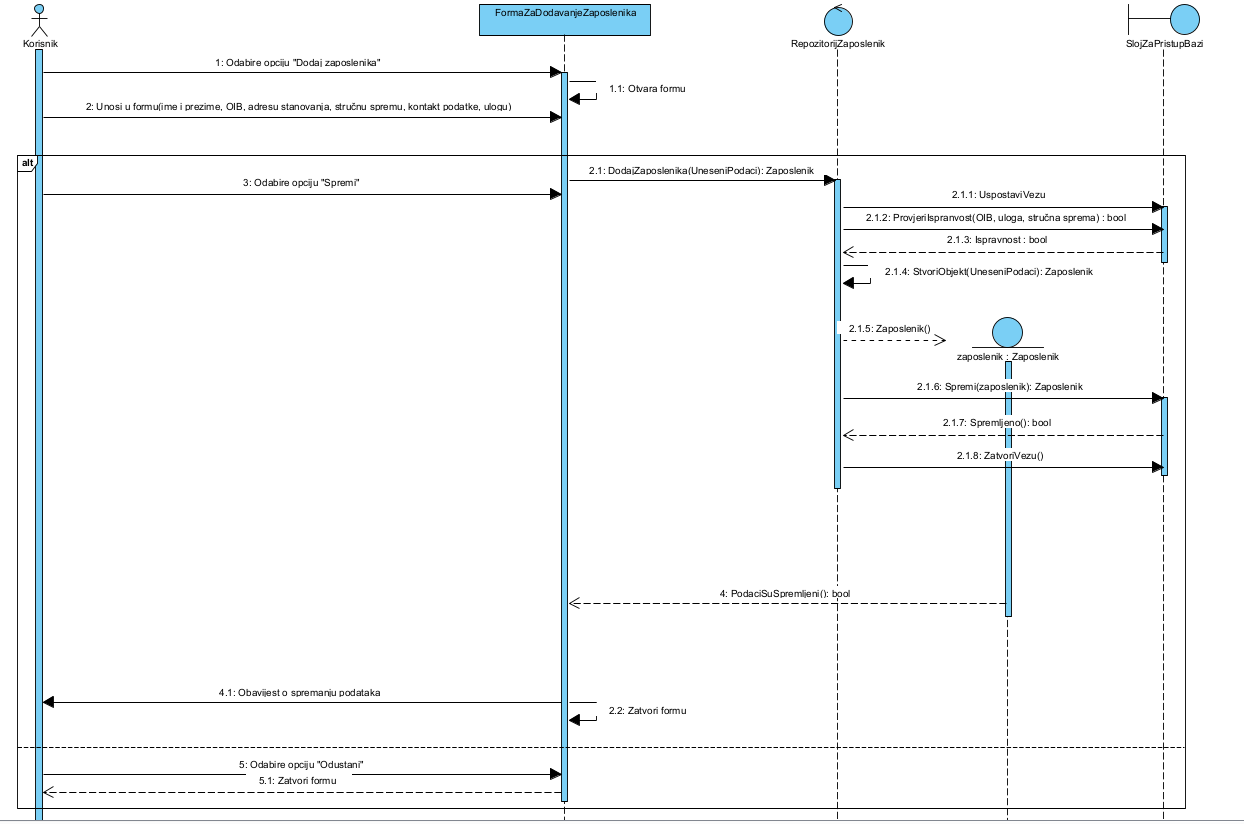 FormaZaDodavanjeZaposlenika
Korisnik
RepozitorijZaposlenik
SlojZaPristupBazi
1: Odabire opciju "Dodaj zaposlenika"
1.1: Otvara formu
2: Unosi u formu(ime i prezime, OIB, adresu stanovanja, stručnu spremu, kontakt podatke, ulogu)
alt
2.1: DodajZaposlenika(UneseniPodaci): Zaposlenik
3: Odabire opciju "Spremi"
2.1.1: UspostaviVezu
2.1.2: ProvjeriIspranvost(OIB, uloga, stručna sprema) : bool
2.1.3: Ispravnost : bool
2.1.4: StvoriObjekt(UneseniPodaci): Zaposlenik
2.1.5: Zaposlenik()
zaposlenik : Zaposlenik
2.1.6: Spremi(zaposlenik): Zaposlenik
2.1.7: Spremljeno(): bool
2.1.8: ZatvoriVezu()
4: PodaciSuSpremljeni(): bool
4.1: Obavijest o spremanju podataka
2.2: Zatvori formu
5: Odabire opciju "Odustani"
5.1: Zatvori formu